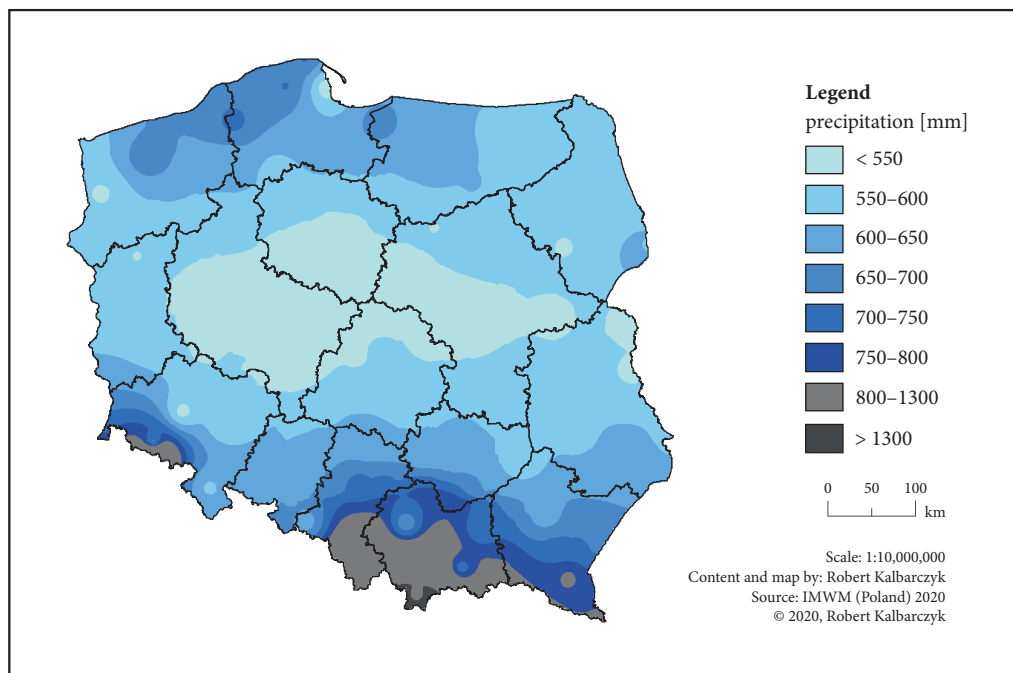 Legend
precipitation [mm]
< 550
550–600
600–650
650–700
700–750
750–800
800–1300
> 1300
0 50 100
km
Scale: 1:10,000,000
Content and map by: Robert Kalbarczyk
Source: IMWM (Poland) 2020
© 2020, Robert Kalbarczyk